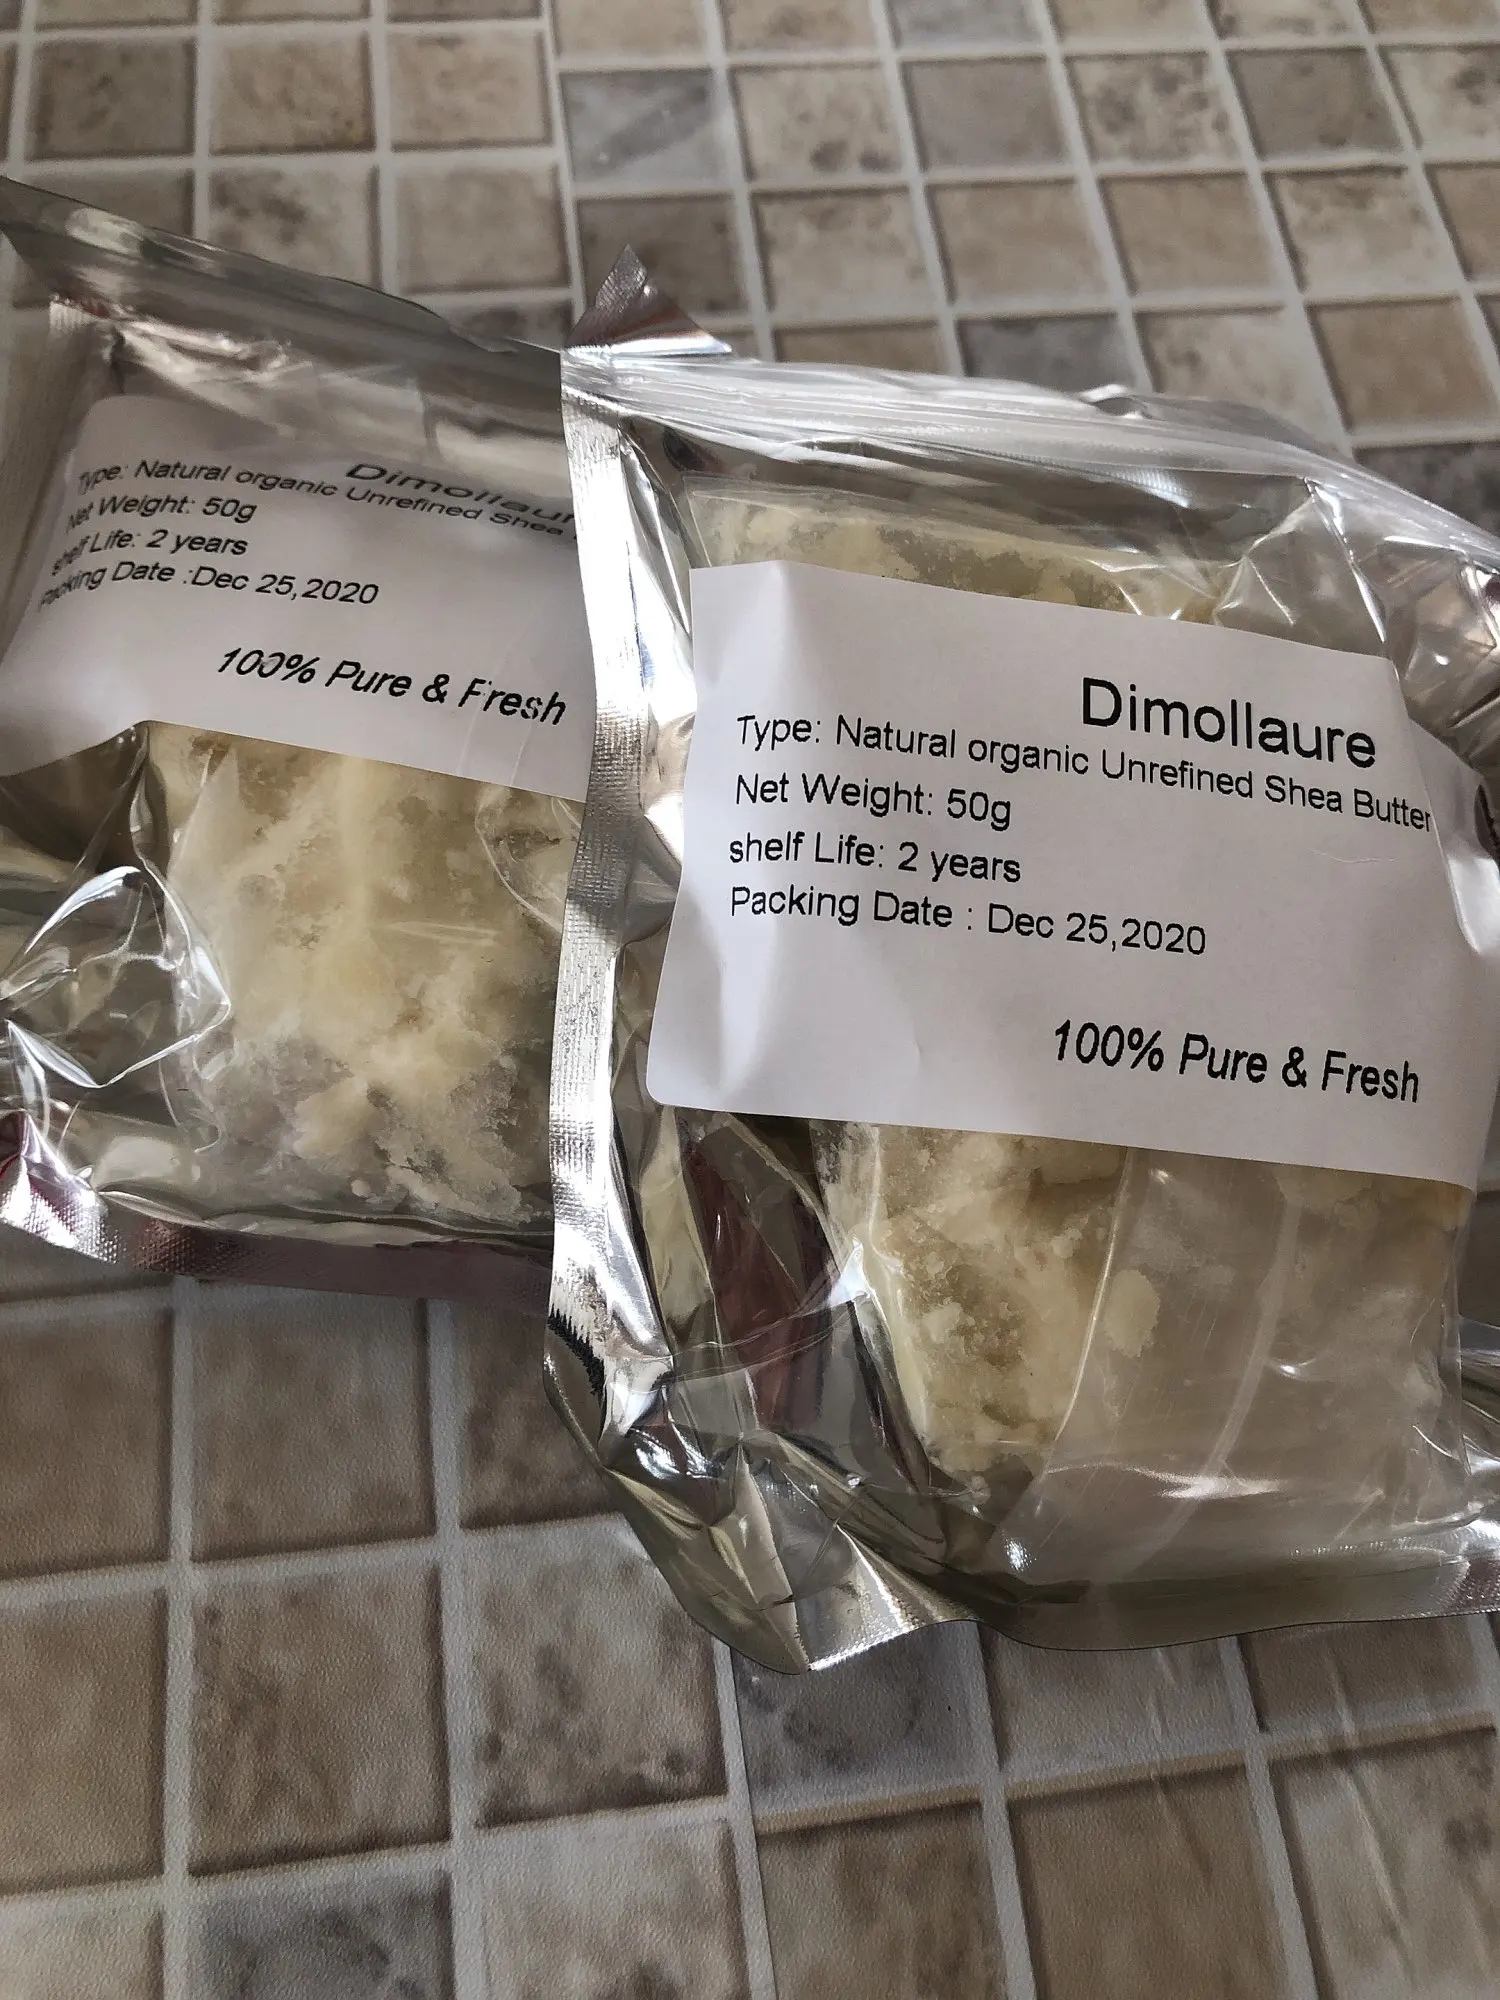 Dimollaur
Type: Natural organic Unrefined Shea
Net Weight: 50g
shelf Life: 2 years
Packing Date :Dec 25,2020
100% Pure & Fresh
Dimollaure
Type: Natural organic Unrefined Shea Butter
Net Weight: 50g
shelf Life: 2 years
Packing Date : Dec 25,2020
100% Pure & Fresh